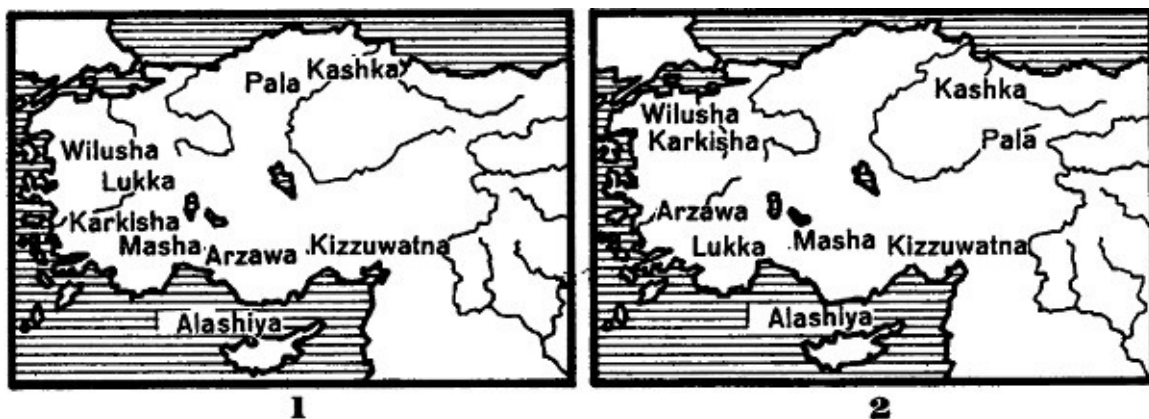 Pala Kashka
Wilusha
Lukka
Karkisha
Masha Arzawa Kizzuwatna
Alashiya
1
Kashka
Wilusha
Karkisha
Pala
Arzawa
Lukka Masha Kizzuwatna
Alashiya
2